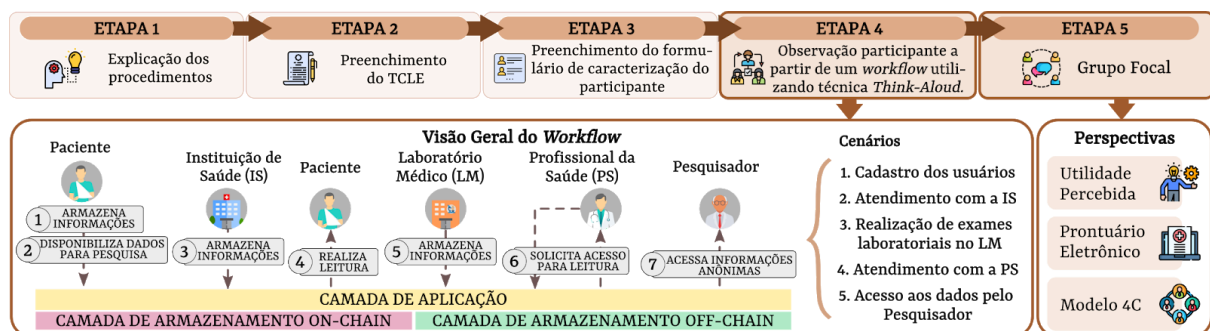 ETAPA 1
Explicação dos
procedimentos
ETAPA 2
Preenchimento
do TCLE
ETAPA 3
Preenchimento do formu-
lário de caracterização do
participante
ETAPA 4
Observação participante a
partir de um workflow utili-
zando técnica Think-Aloud.
ETAPA 5
Grupo Focal
Visão Geral do Workflow
Paciente
1 ARMAZENA
INFORMAÇÕES
2 DISPONIBILIZA DADOS
PARA PESQUISA
Instituição de
Saúde (IS)
3 ARMAZENA
INFORMAÇÕES
Paciente
4 REALIZA
LEITURA
Laboratório
Médico (LM)
5 ARMAZENA
INFORMAÇÕES
Profissional da
Saúde (PS)
6 SOLICITA ACESSO
PARA LEITURA
Pesquisador
7 ACESSA INFORMAÇÕES
ANÔNIMAS
CAMADA DE APLICAÇÃO
CAMADA DE ARMAZENAMENTO ON-CHAIN
CAMADA DE ARMAZENAMENTO OFF-CHAIN
Cenários
1. Cadastro dos usuários
2. Atendimento com a IS
3. Realização de exames
laboratoriais no LM
4. Atendimento com a PS
5. Acesso aos dados pelo
Pesquisador
Perspectivas
Utilidade
Percebida
Prontuário
Eletrônico
Modelo 4C